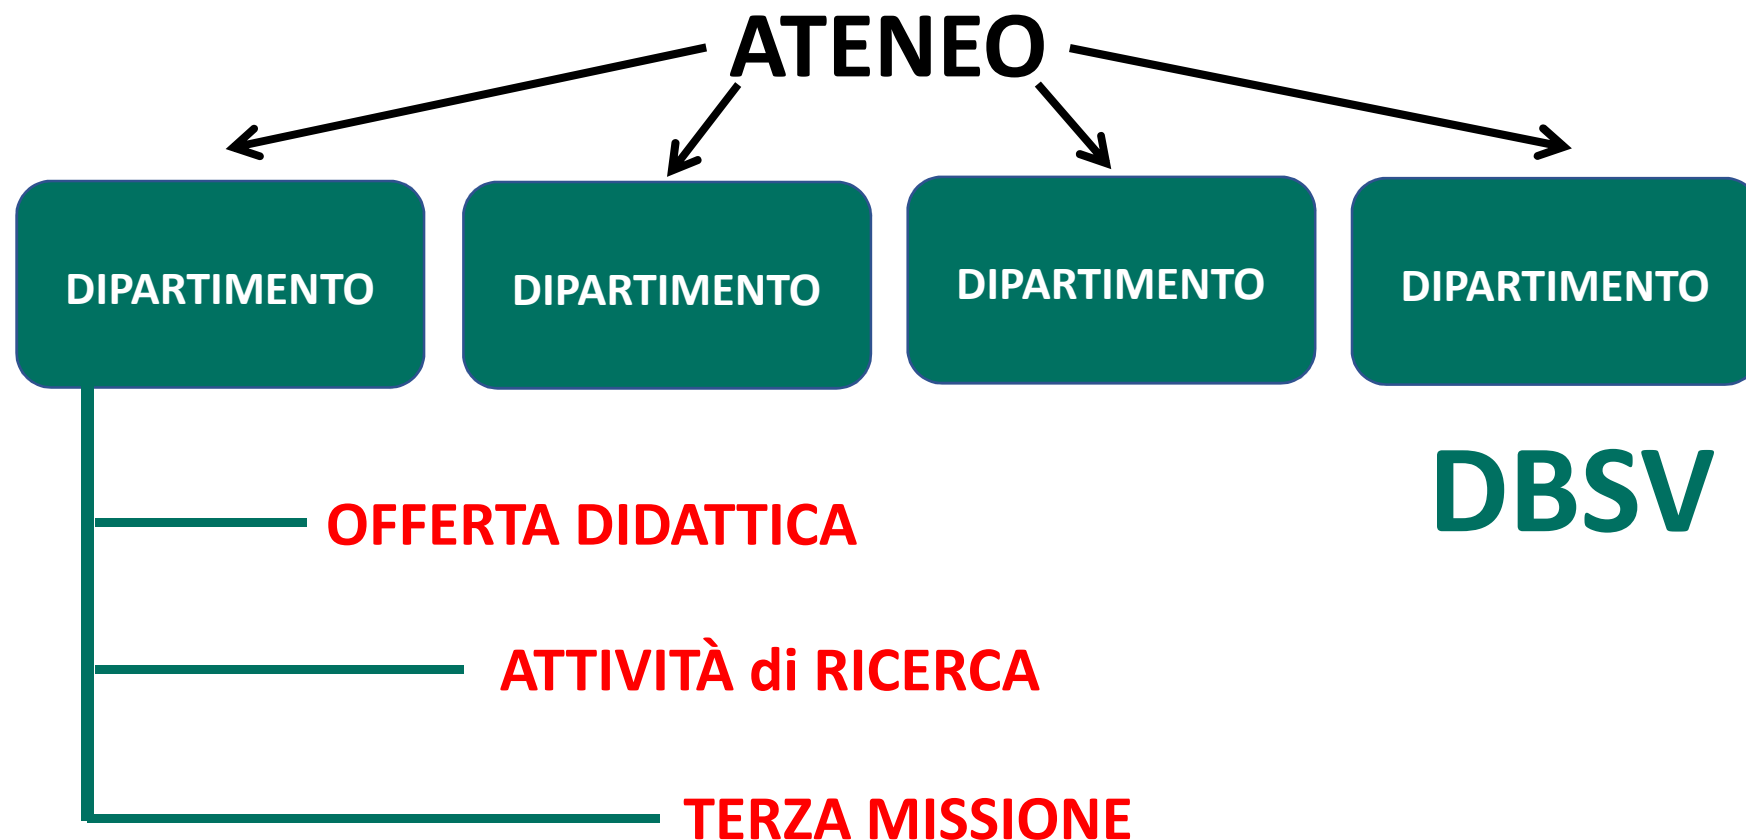 ATENEO
DIPARTIMENTO
DIPARTIMENTO
DIPARTIMENTO
DIPARTIMENTO
DBSV
OFFERTA DIDATTICA
ATTIVITÀ di RICERCA
TERZA MISSIONE